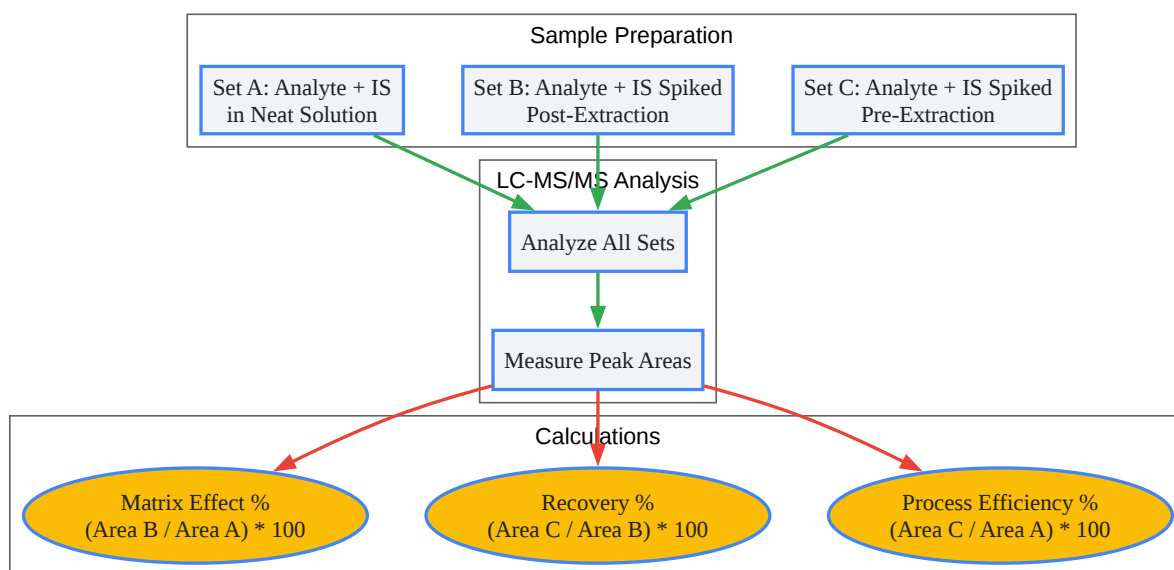 Sample Preparation
Set A: Analyte + IS
in Neat Solution
Set B: Analyte + IS Spiked
Post-Extraction
Set C: Analyte + IS Spiked
Pre-Extraction
LC-MS/MS Analysis
Analyze All Sets
Measure Peak Areas
Calculations
Matrix Effect %
(Area B / Area A) * 100
Recovery %
(Area C / Area B) * 100
Process Efficiency %
(Area C / Area A) * 100